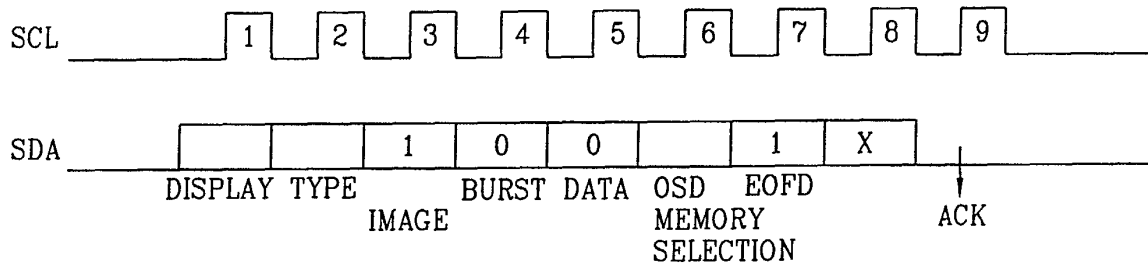 SCL 1 2 3 4 5 6 7 8 9
SDA 1 0 0 1 X
DISPLAY TYPE IMAGE BURST DATA OSD MEMORY SELECTION EOFD ACK